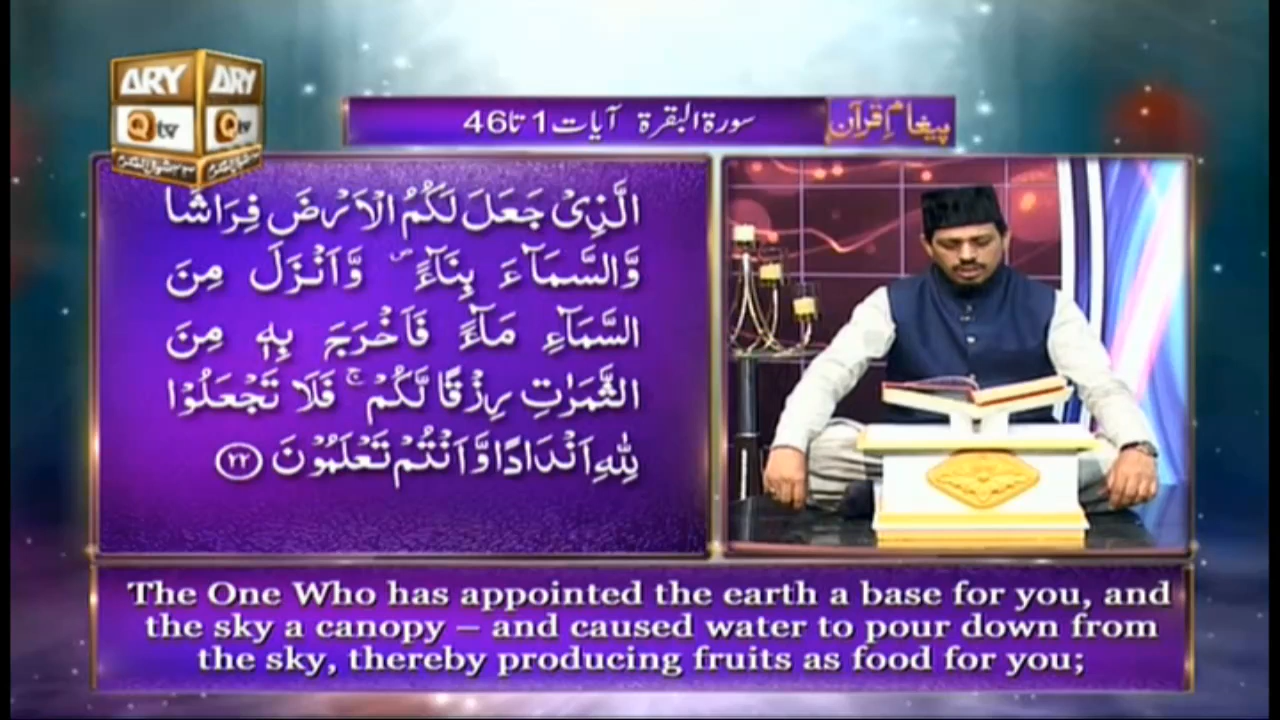 ARY
ARY
Qtv
Qtv
سورۃ البقرۃ آیات 1 تا 46
پیغامِ قرآن
الَّذِیْ جَعَلَ لَكُمُ الْاَرْضَ فِرَاشًا
وَّالسَّمَآءَ بِنَآءً ۪ وَّاَنْزَلَ مِنَ
السَّمَآءِ مَآءً فَاَخْرَجَ بِهٖ مِنَ
الثَّمَرٰتِ رِزْقًا لَّكُمْ ۚ فَلَا تَجْعَلُوْا
لِلّٰهِ اَنْدَادًا وَّاَنْتُمْ تَعْلَمُوْنَ ﴿۲۲﴾
The One Who has appointed the earth a base for you, and
the sky a canopy – and caused water to pour down from
the sky, thereby producing fruits as food for you;